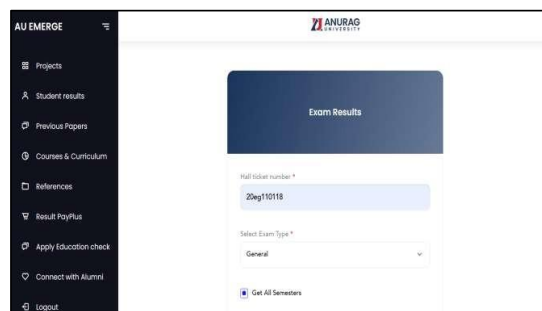 AU EMERGE
Projects
Student results
Previous Papers
Courses & Curriculum
References
Result PayPlus
Apply Education check
Connect with Alumni
Logout
ANURAG
UNIVERSITY
Exam Results
Hall ticket number *
20eg110118
Select Exam Type *
General
Get All Semesters